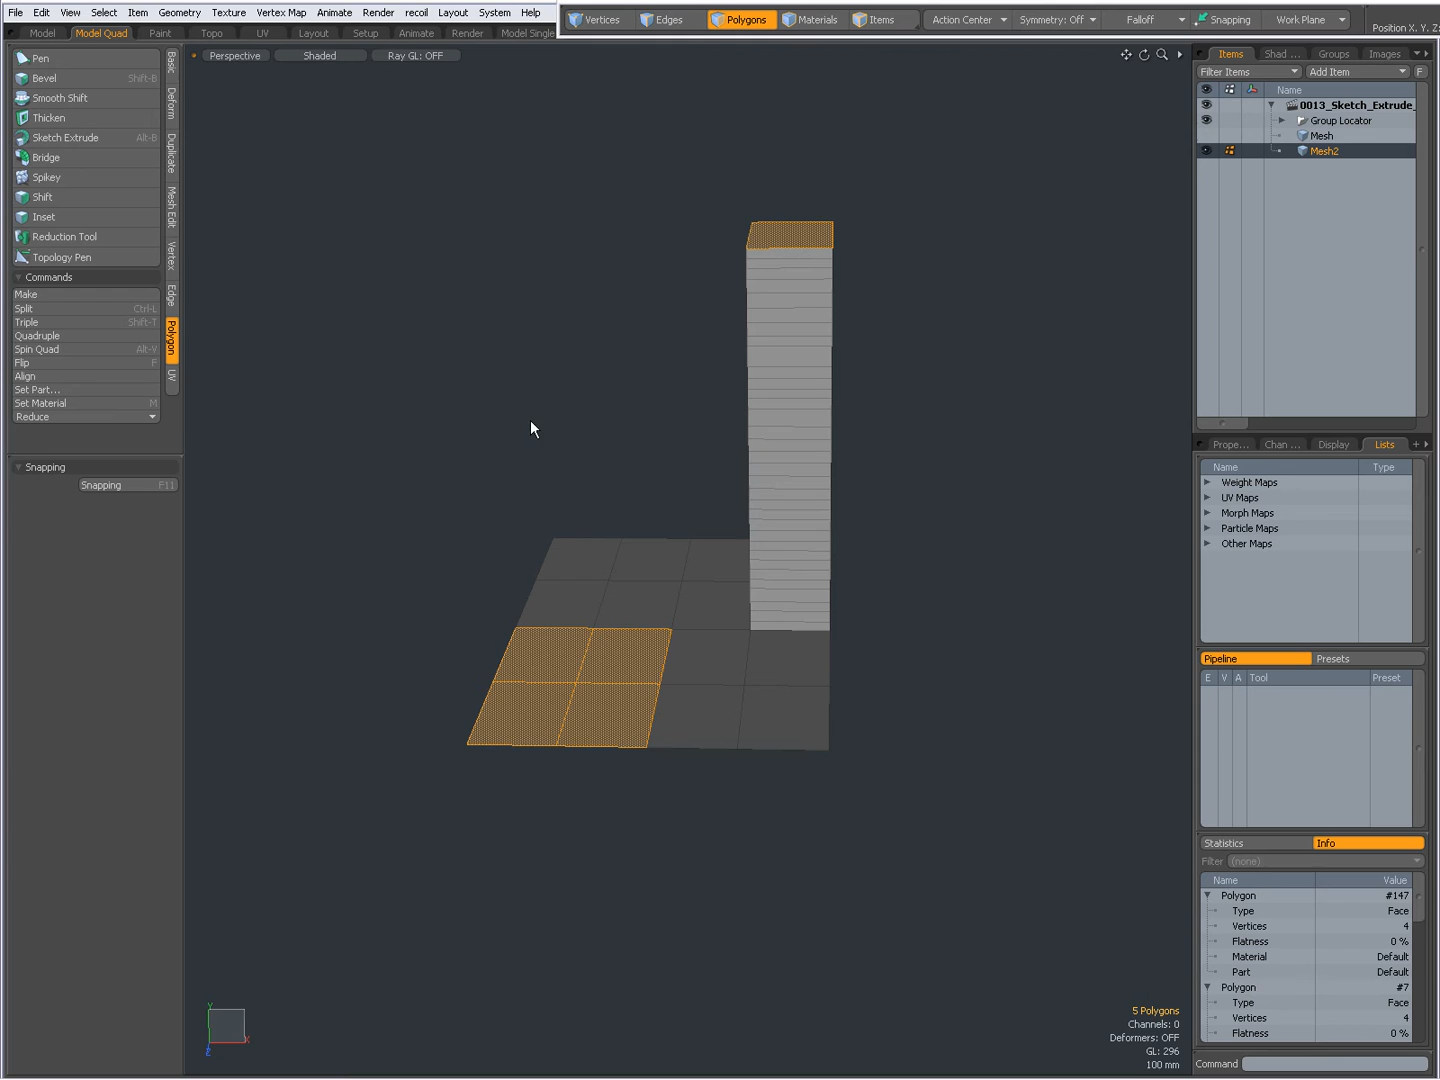 File Edit View Select Item Geometry Texture Vertex Map Animate Render recoil Layout System Help
Vertices Edges Polygons Materials Items Action Center Symmetry: Off Falloff Snapping Work Plane
Position X, Y, Z:
Model Model Quad Paint Topo UV Layout Setup Animate Render Model Single
Perspective Shaded Ray GL: OFF
Pen
Bevel Shift-B
Smooth Shift
Thicken
Sketch Extrude Alt-B
Bridge
Spikey
Shift
Inset
Reduction Tool
Topology Pen
Commands
Make
Split Ctrl-L
Triple Shift-T
Quadruple
Spin Quad Alt-V
Flip F
Align
Set Part...
Set Material M
Reduce
Basic
Deform
Duplicate
Mesh Edit
Vertex
Edge
Polygon
UV
Snapping
Snapping F11
Items Shad ... Groups Images
Filter Items Add Item F
Name
0013_Sketch_Extrude_
Group Locator
Mesh
Mesh2
Prope... Chan ... Display Lists
Name Type
Weight Maps
UV Maps
Morph Maps
Particle Maps
Other Maps
Pipeline Presets
E V A Tool Preset
Statistics Info
Filter (none)
Name Value
Polygon #147
Type Face
Vertices 4
Flatness 0 %
Material Default
Part Default
Polygon #7
Type Face
Vertices 4
Flatness 0 %
Command
5 Polygons
Channels: 0
Deformers: OFF
GL: 296
100 mm
Y
X
Z